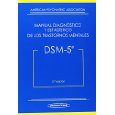 AMERICAN PSYCHIATRIC ASSOCIATION
MANUAL DIAGNÓSTICO
Y ESTADÍSTICO
DE LOS TRASTORNOS MENTALES
DSM-5®